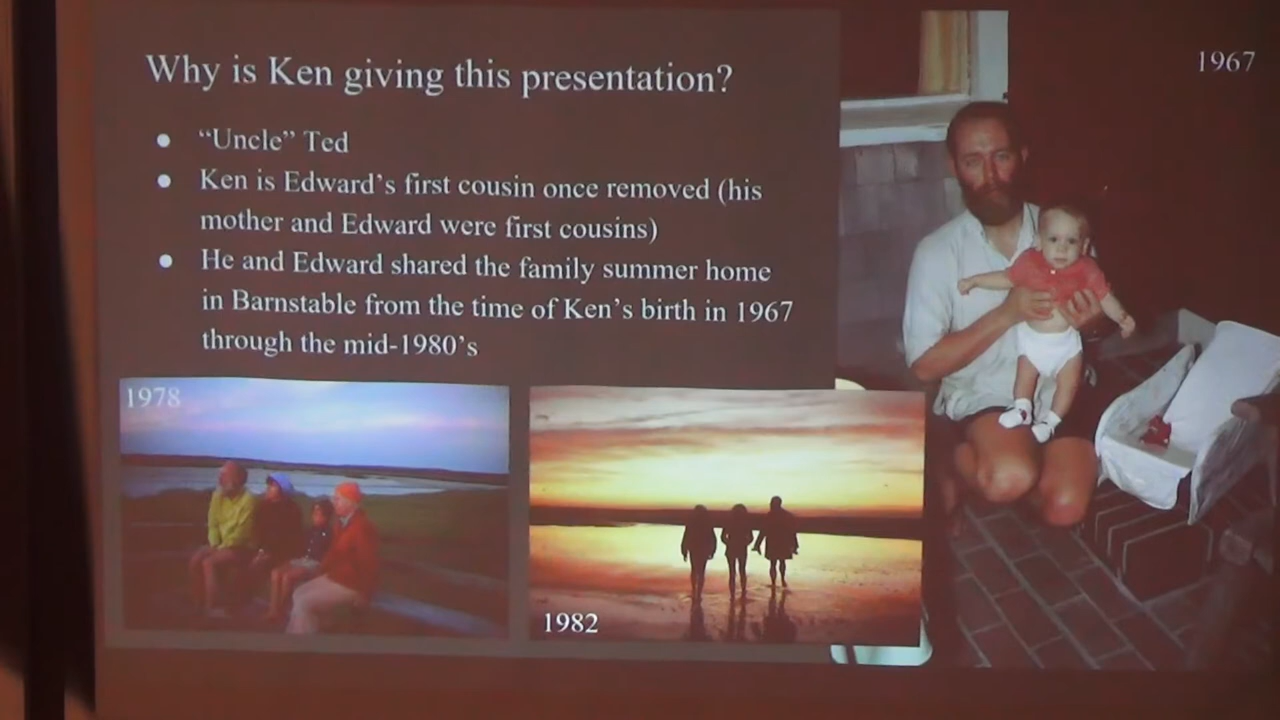 Why is Ken giving this presentation?
1967
● “Uncle” Ted
● Ken is Edward’s first cousin once removed (his
mother and Edward were first cousins)
● He and Edward shared the family summer home
in Barnstable from the time of Ken’s birth in 1967
through the mid-1980’s
1978
1982